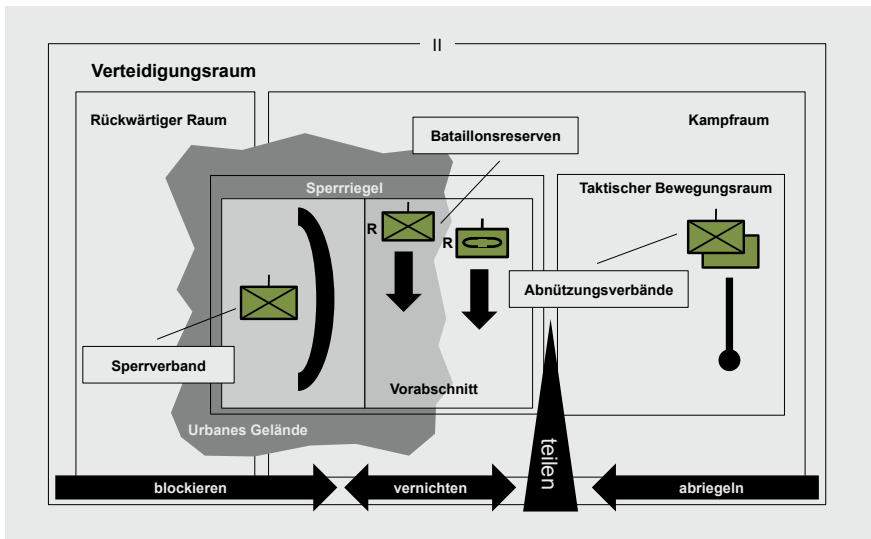 II
Verteidigungsraum
Rückwärtiger Raum
Bataillonsreserven
Kampfraum
Sperrriegel
Taktischer Bewegungsraum
R
R
Abnützungsverbände
Sperrverband
Vorabschnitt
Urbanes Gelände
teilen
blockieren
vernichten
abriegeln